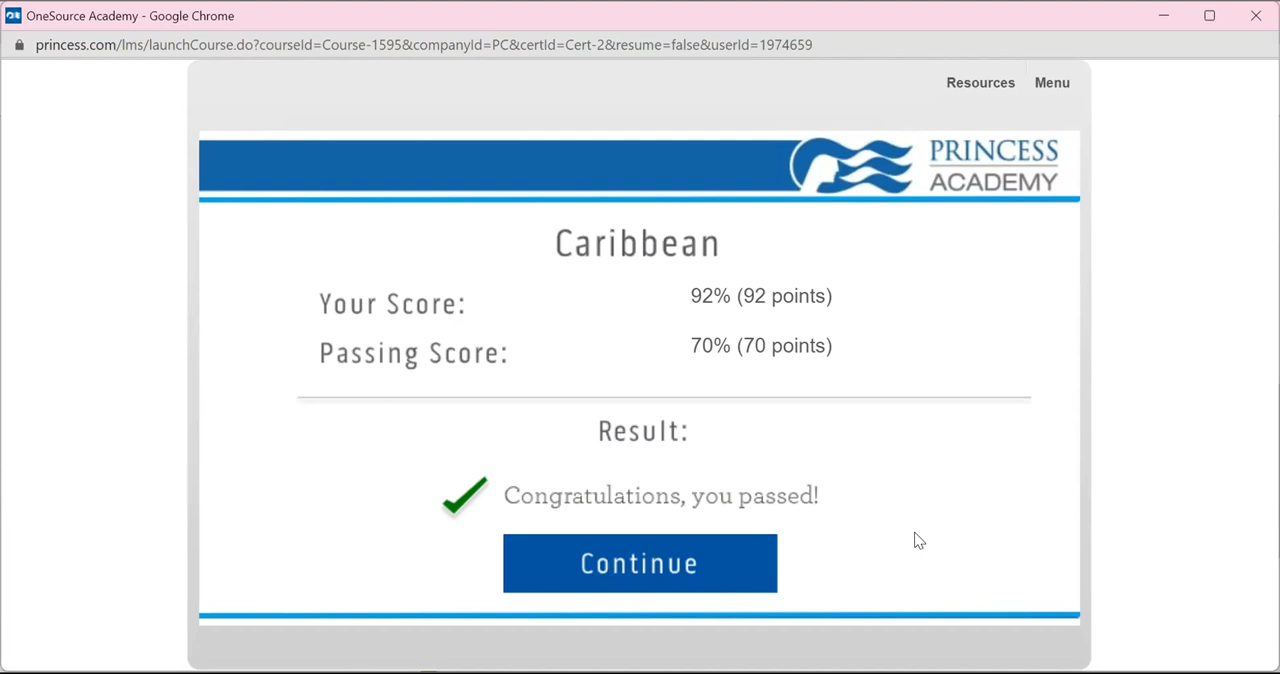 OneSource Academy - Google Chrome
princess.com/lms/launchCourse.do?courseId=Course-1595&companyId=PC&certId=Cert-2&resume=false&userId=1974659
Resources Menu
PRINCESS
ACADEMY
Caribbean
Your Score: 92% (92 points)
Passing Score: 70% (70 points)
Result:
Congratulations, you passed!
Continue